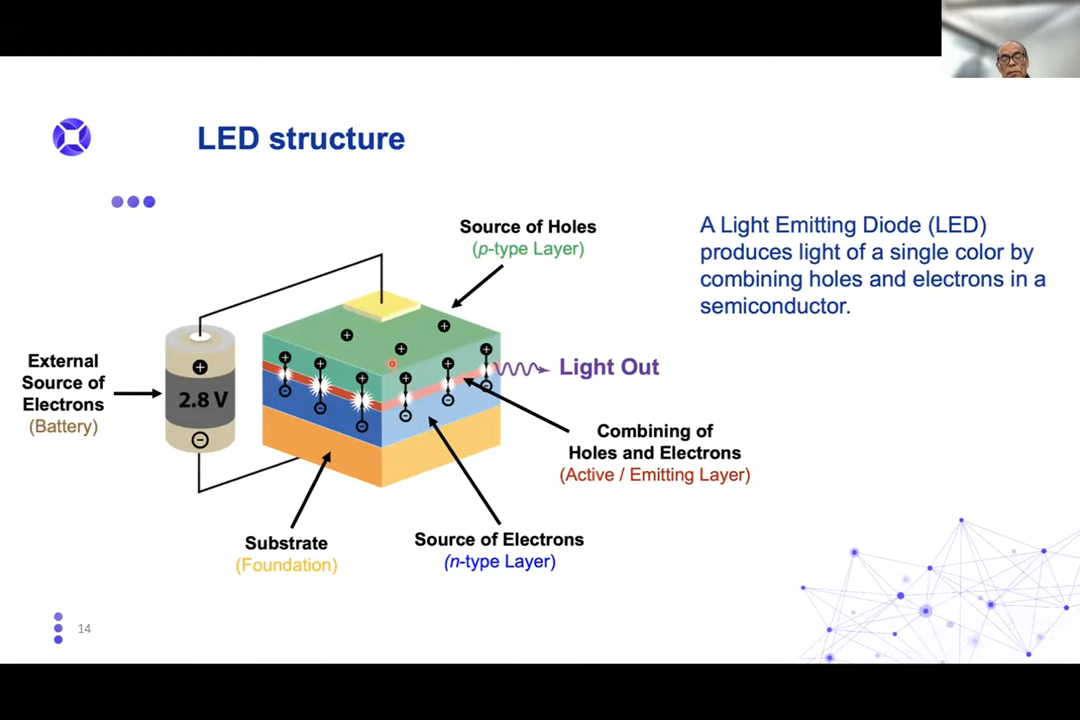 LED structure
Source of Holes
(p-type Layer)
A Light Emitting Diode (LED)
produces light of a single color by
combining holes and electrons in a
semiconductor.
External
Source of
Electrons
(Battery)
+
2.8 V
−
Light Out
Combining of
Holes and Electrons
(Active / Emitting Layer)
Source of Electrons
(n-type Layer)
Substrate
(Foundation)
14